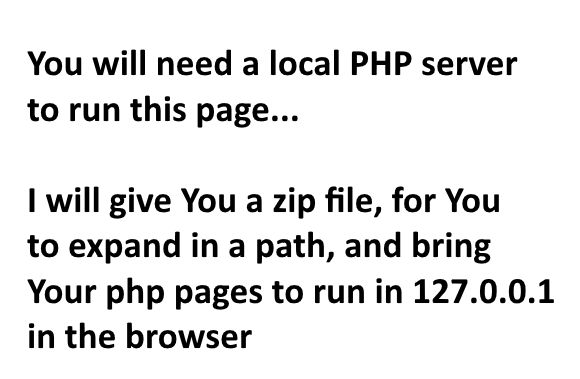 You will need a local PHP server
to run this page...
I will give You a zip file, for You
to expand in a path, and bring
Your php pages to run in 127.0.0.1
in the browser